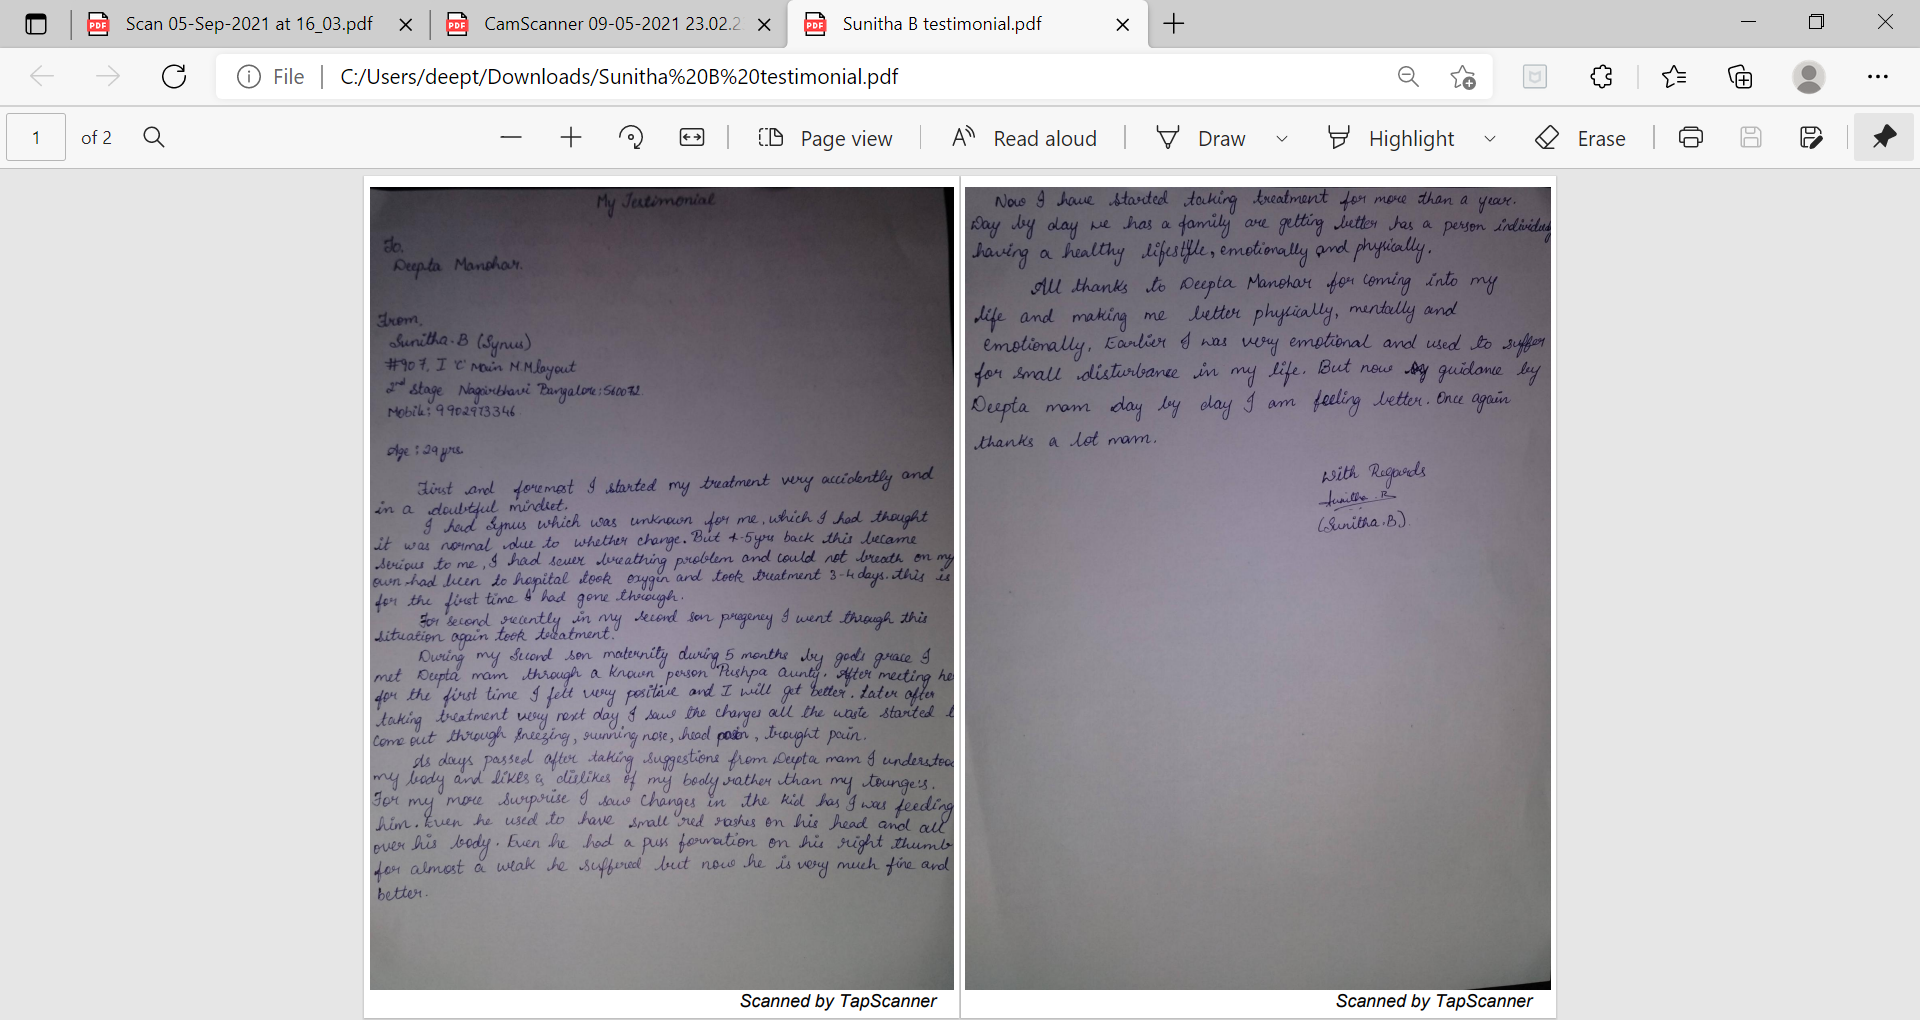 Scan 05-Sep-2021 at 16_03.pdf
CamScanner 09-05-2021 23.02.2
Sunitha B testimonial.pdf
File
C:/Users/deept/Downloads/Sunitha%20B%20testimonial.pdf
1 of 2
Page view
Read aloud
Draw
Highlight
Erase
My Testimonial
To,
Deepta Manohar.
From,
Sunitha.B (Synus)
#907, I 'C' Main N.M layout
2nd Stage Nagarbhavi Bangalore:560072
Mobile: 9902973346
Age : 29 yrs.
First and foremost I started my treatment very accidently and
in a doubtful mindset.
I had Synus which was unknown for me, which I had thought
it was normal due to whether change. But 4-5yrs back this became
serious to me, I had sever breathing problem and could not breath on my
own had been to hospital took oxygin and took treatment 3-4 days. this is
for the first time I had gone through.
For second recently in my second son pregency I went through this
situation again took treatment.
During my second son maternity during 5 months by gods grace I
met Deepta mam through a known person Pushpa Aunty. After meeting he
for the first time I felt very positive and I will get better. Later after
taking treatment very next day I saw the changes all the waste started t
come out through sneezing, running nose, head pain, trought pain.
As days passed after taking suggestions from Deepta mam I understood
my body and likes & dislikes of my body rather than my tounge's.
For my more surprise I saw changes in the kid has I was feeding
him. Even he used to have small red rashes on his head and all
over his body. Even he had a puss formation on his right thumb
for almost a weak he suffered but now he is very much fine and
better.
Scanned by TapScanner
Now I have started taking treatment for more than a year.
Day by day we has a family are getting better has a person individu
having a healthy lifestyle, emotionally and physically.
All thanks to Deepta Manohar for coming into my
life and making me better physically, mentally and
emotionally, Earlier I was very emotional and used to suffer
for small disturbance in my life. But now by guidance by
Deepta mam day by day I am feeling better. Once again
thanks a lot mam.
With Regards
Sunitha.B
(Sunitha.B)
Scanned by TapScanner